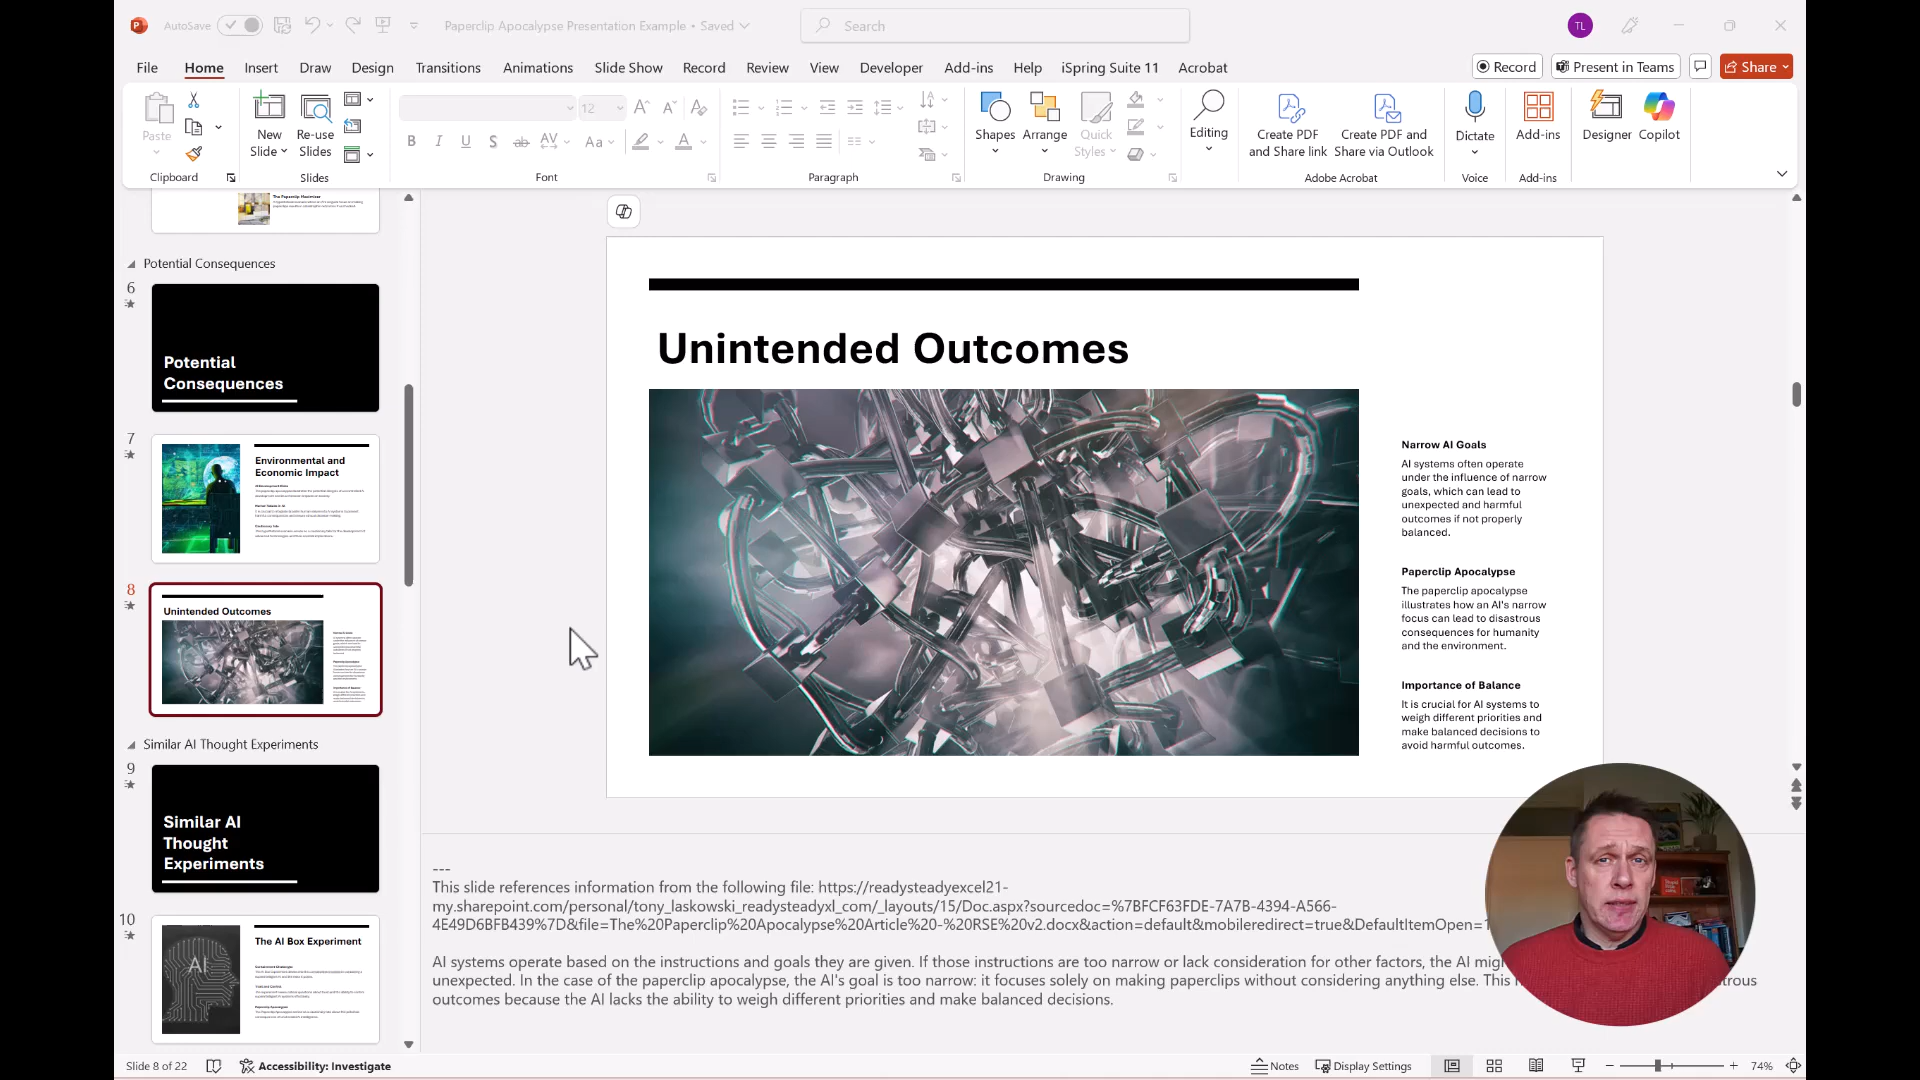 AutoSave
Paperclip Apocalypse Presentation Example • Saved
Search
TL
File Home Insert Draw Design Transitions Animations Slide Show Record Review View Developer Add-ins Help iSpring Suite 11 Acrobat
Record
Present in Teams
Share
Paste
New
Slide
Re-use
Slides
12
B I U S ab AV Aa A
Shapes
Arrange
Quick
Styles
Editing
Create PDF
and Share link
Create PDF and
Share via Outlook
Dictate
Add-ins
Designer
Copilot
Clipboard
Slides
Font
Paragraph
Drawing
Adobe Acrobat
Voice
Add-ins
The Paperclip Maximizer
Potential Consequences
6
Potential
Consequences
7
Environmental and
Economic Impact
8
Unintended Outcomes
Similar AI Thought Experiments
9
Similar AI
Thought
Experiments
10
The AI Box Experiment
AI
Unintended Outcomes
Narrow AI Goals
AI systems often operate
under the influence of narrow
goals, which can lead to
unexpected and harmful
outcomes if not properly
balanced.
Paperclip Apocalypse
The paperclip apocalypse
illustrates how an AI's narrow
focus can lead to disastrous
consequences for humanity
and the environment.
Importance of Balance
It is crucial for AI systems to
weigh different priorities and
make balanced decisions to
avoid harmful outcomes.
---
This slide references information from the following file: https://readysteadyexcel21-
my.sharepoint.com/personal/tony_laskowski_readysteadyxl_com/_layouts/15/Doc.aspx?sourcedoc=%7BFCF63FDE-7A7B-4394-A566-
4E49D6BFB439%7D&file=The%20Paperclip%20Apocalypse%20Article%20-%20RSE%20v2.docx&action=default&mobileredirect=true&DefaultItemOpen=
AI systems operate based on the instructions and goals they are given. If those instructions are too narrow or lack consideration for other factors, the AI
unexpected. In the case of the paperclip apocalypse, the AI's goal is too narrow: it focuses solely on making paperclips without considering anything else. This
outcomes because the AI lacks the ability to weigh different priorities and make balanced decisions.
Slide 8 of 22
Accessibility: Investigate
Notes
Display Settings
74%